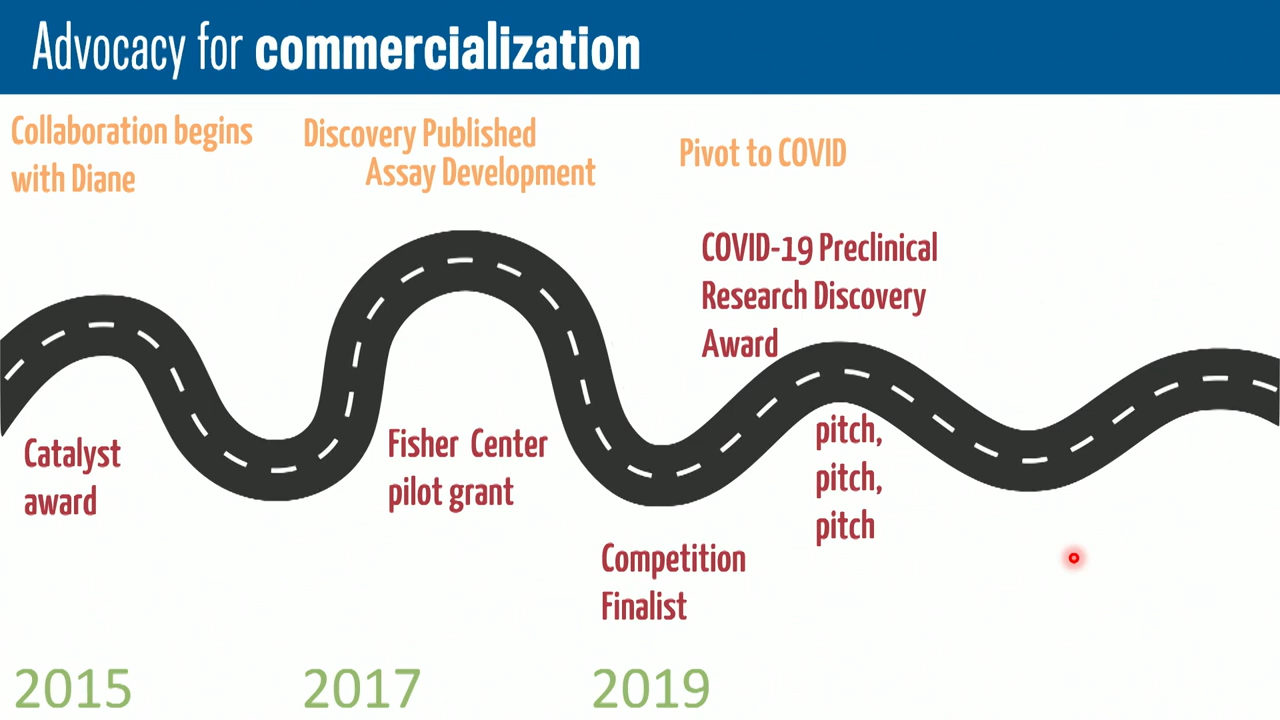 Advocacy for commercialization
Collaboration begins
with Diane
Discovery Published
Assay Development
Pivot to COVID
COVID-19 Preclinical
Research Discovery
Award
Catalyst
award
Fisher Center
pilot grant
pitch,
pitch,
pitch
Competition
Finalist
2015
2017
2019